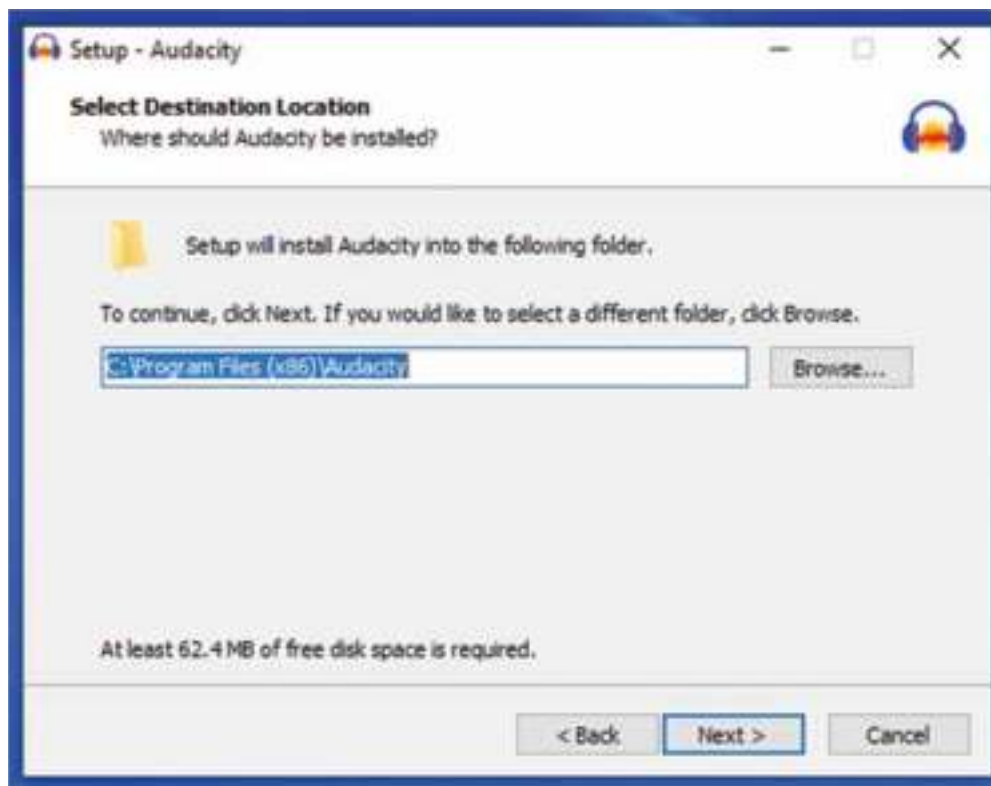 Setup - Audacity
Select Destination Location
Where should Audacity be installed?
Setup will install Audacity into the following folder.
To continue, click Next. If you would like to select a different folder, click Browse.
C:\Program Files (x86)\Audacity
Browse...
At least 62.4 MB of free disk space is required.
< Back
Next >
Cancel